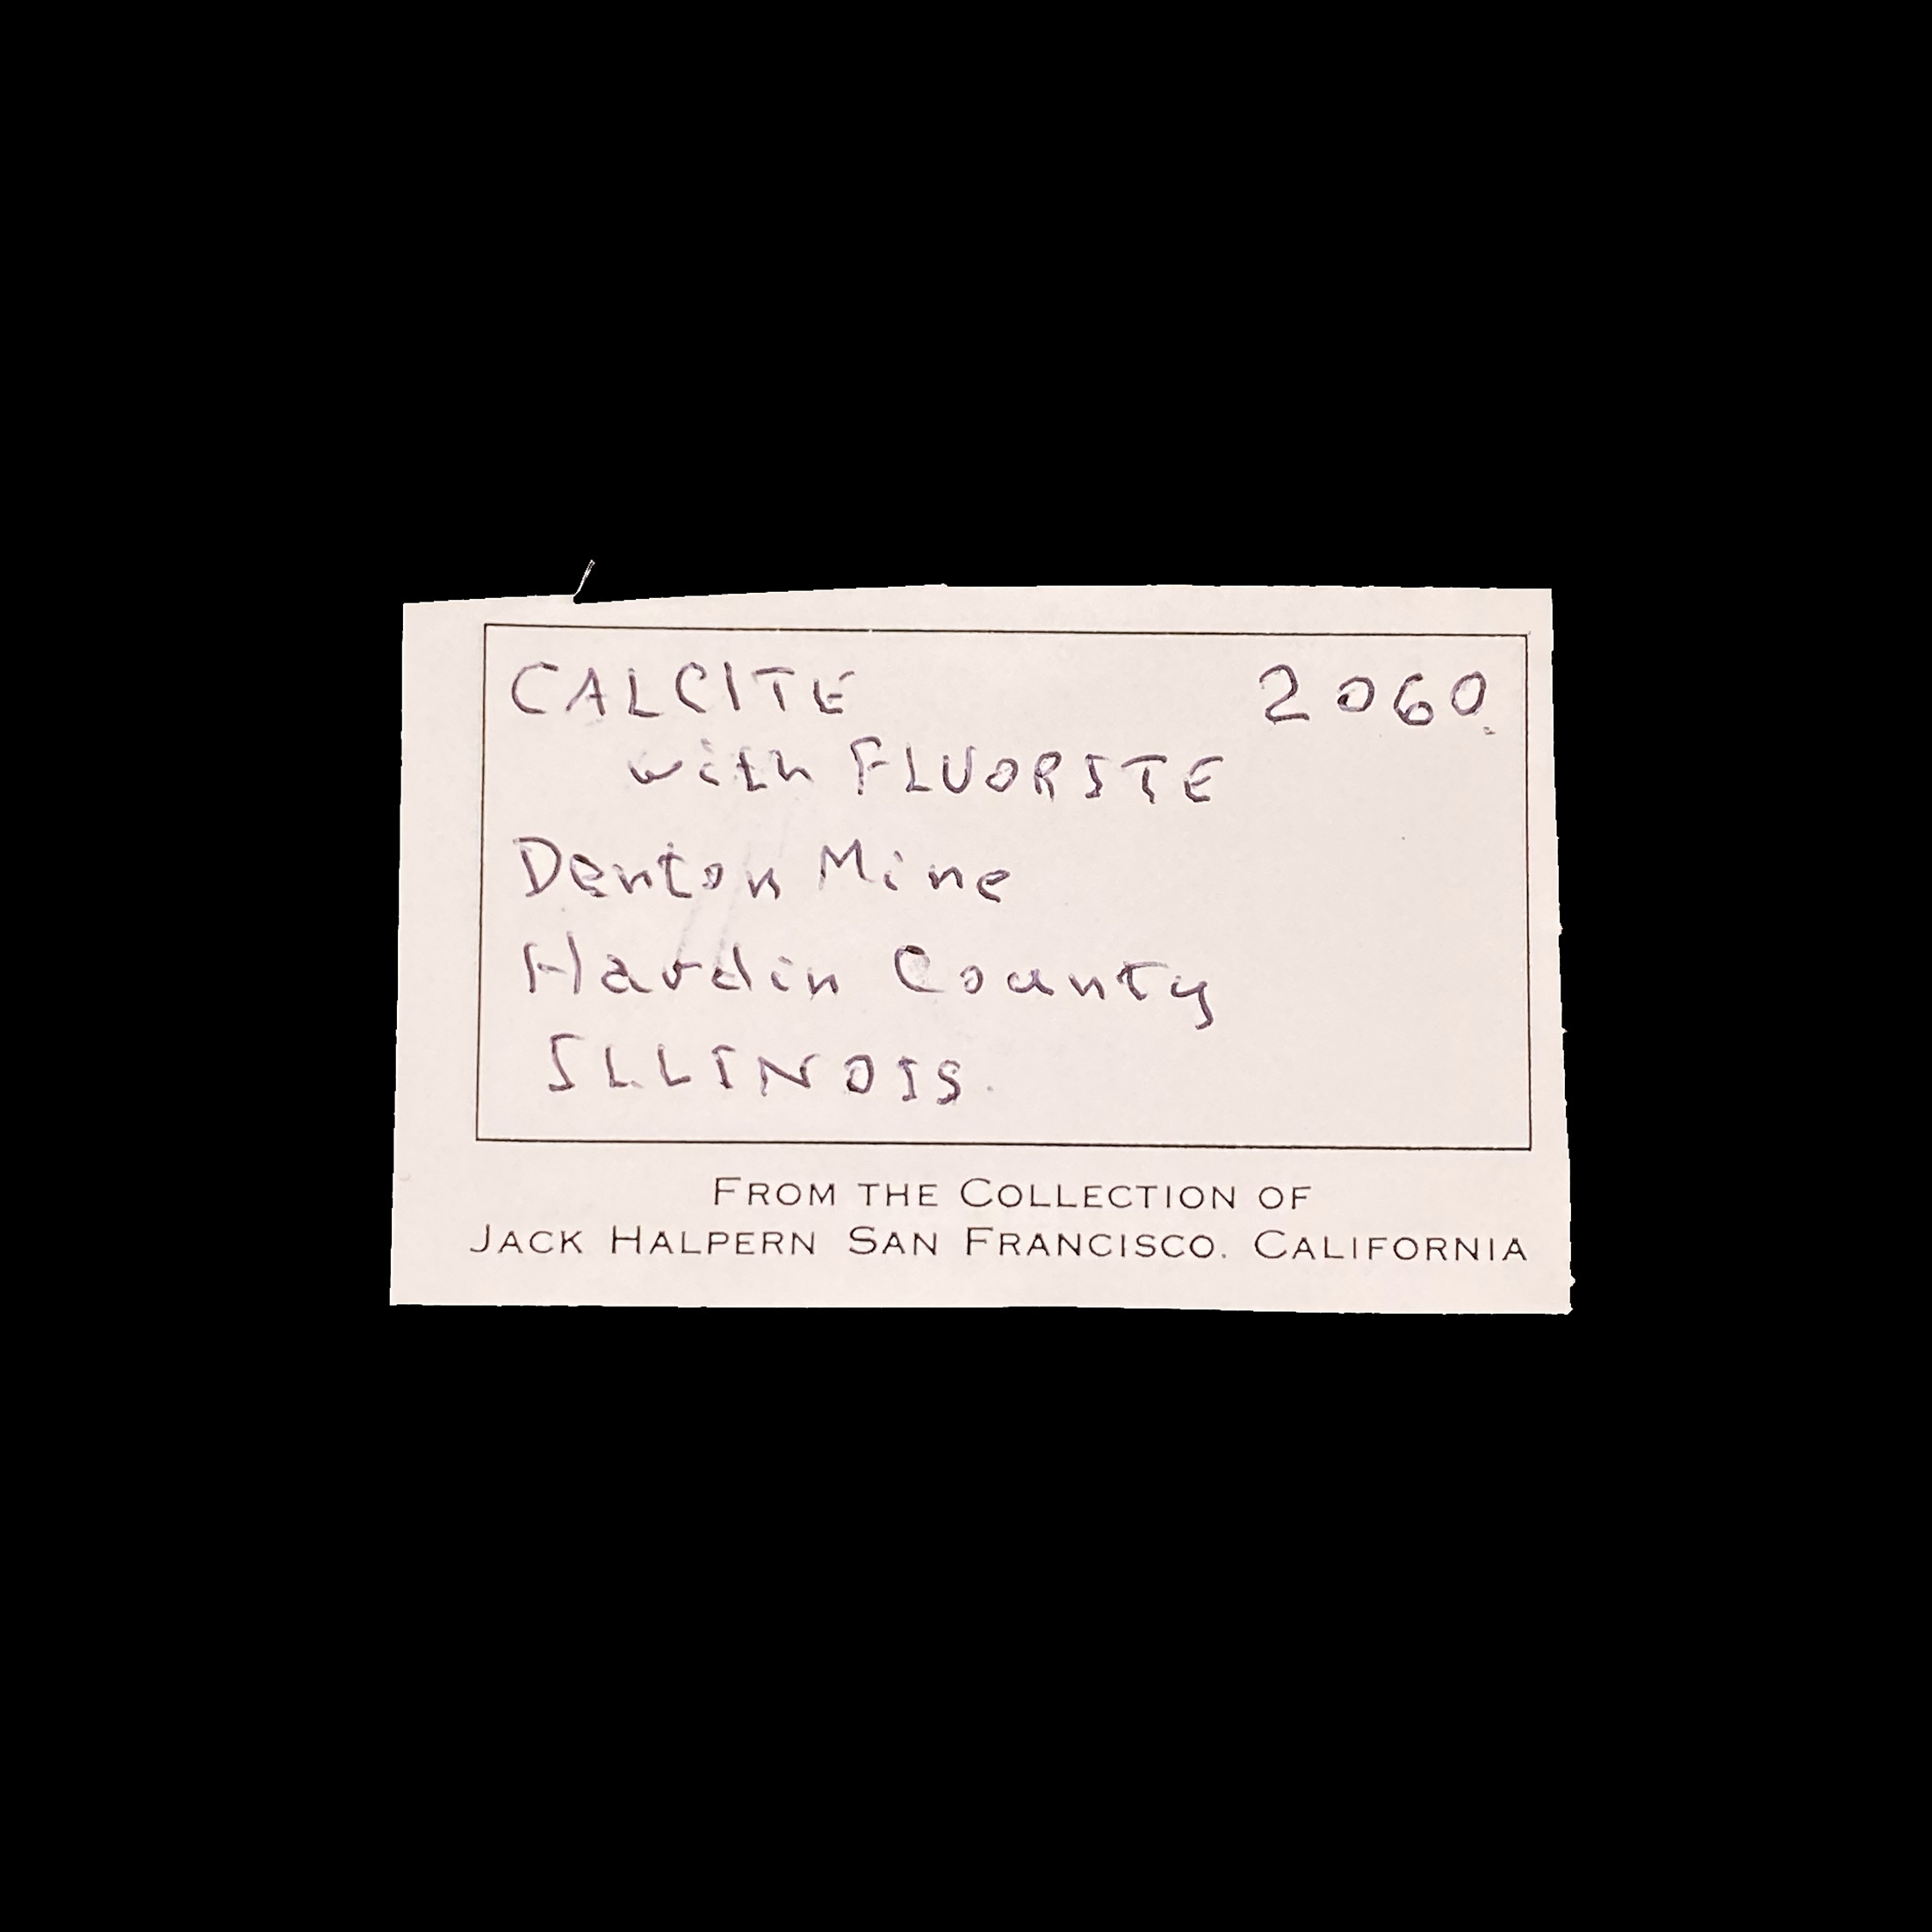 CALCITE 2060.
with FLUORITE
Denton Mine
Hardin County
ILLINOIS.
FROM THE COLLECTION OF
JACK HALPERN SAN FRANCISCO. CALIFORNIA